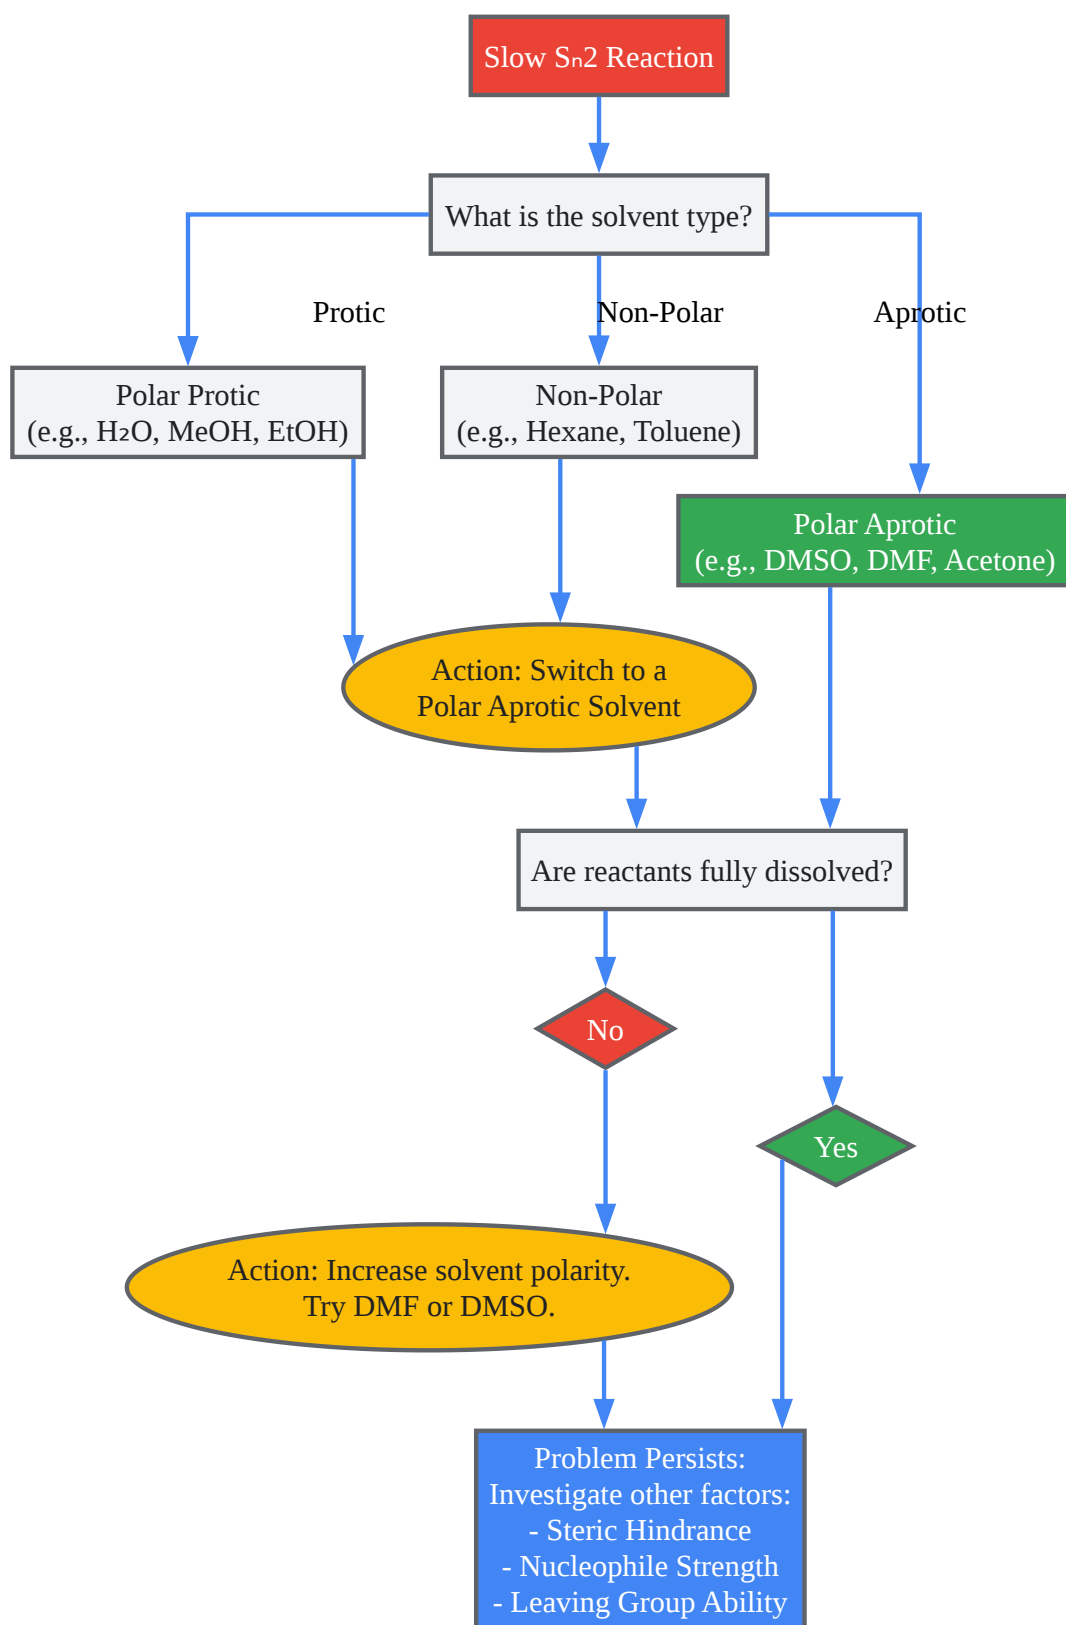 Slow Sₙ2 Reaction
What is the solvent type?
Protic
Non-Polar
Aprotic
Polar Protic
(e.g., H₂O, MeOH, EtOH)
Non-Polar
(e.g., Hexane, Toluene)
Polar Aprotic
(e.g., DMSO, DMF, Acetone)
Action: Switch to a
Polar Aprotic Solvent
Are reactants fully dissolved?
No
Yes
Action: Increase solvent polarity.
Try DMF or DMSO.
Problem Persists:
Investigate other factors:
- Steric Hindrance
- Nucleophile Strength
- Leaving Group Ability